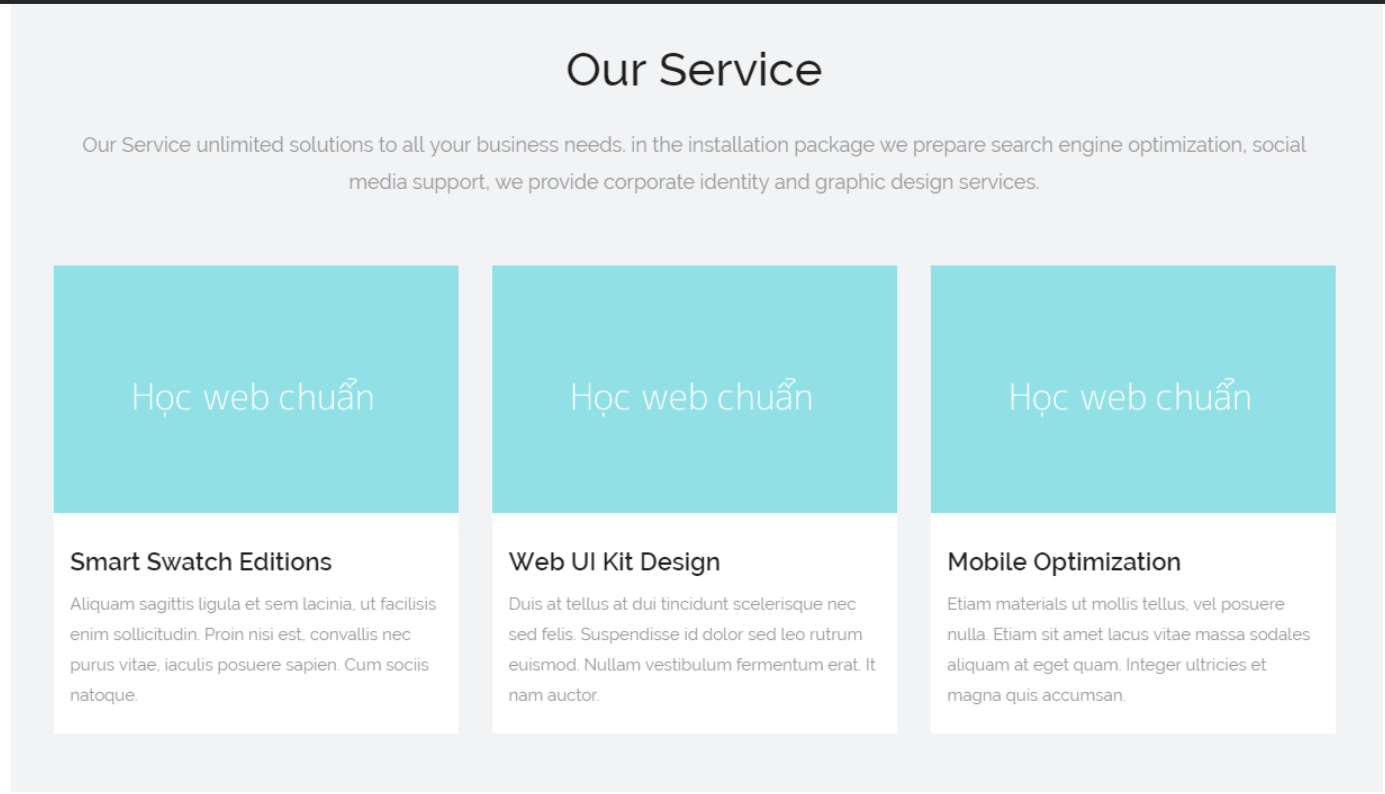 Our Service
Our Service unlimited solutions to all your business needs. in the installation package we prepare search engine optimization, social
media support, we provide corporate identity and graphic design services.
Học web chuẩn
Học web chuẩn
Học web chuẩn
Smart Swatch Editions
Aliquam sagittis ligula et sem lacinia, ut facilisis
enim sollicitudin. Proin nisi est, convallis nec
purus vitae, iaculis posuere sapien. Cum sociis
natoque.
Web UI Kit Design
Duis at tellus at dui tincidunt scelerisque nec
sed felis. Suspendisse id dolor sed leo rutrum
euismod. Nullam vestibulum fermentum erat. It
nam auctor.
Mobile Optimization
Etiam materials ut mollis tellus, vel posuere
nulla. Etiam sit amet lacus vitae massa sodales
aliquam at eget quam. Integer ultricies et
magna quis accumsan.